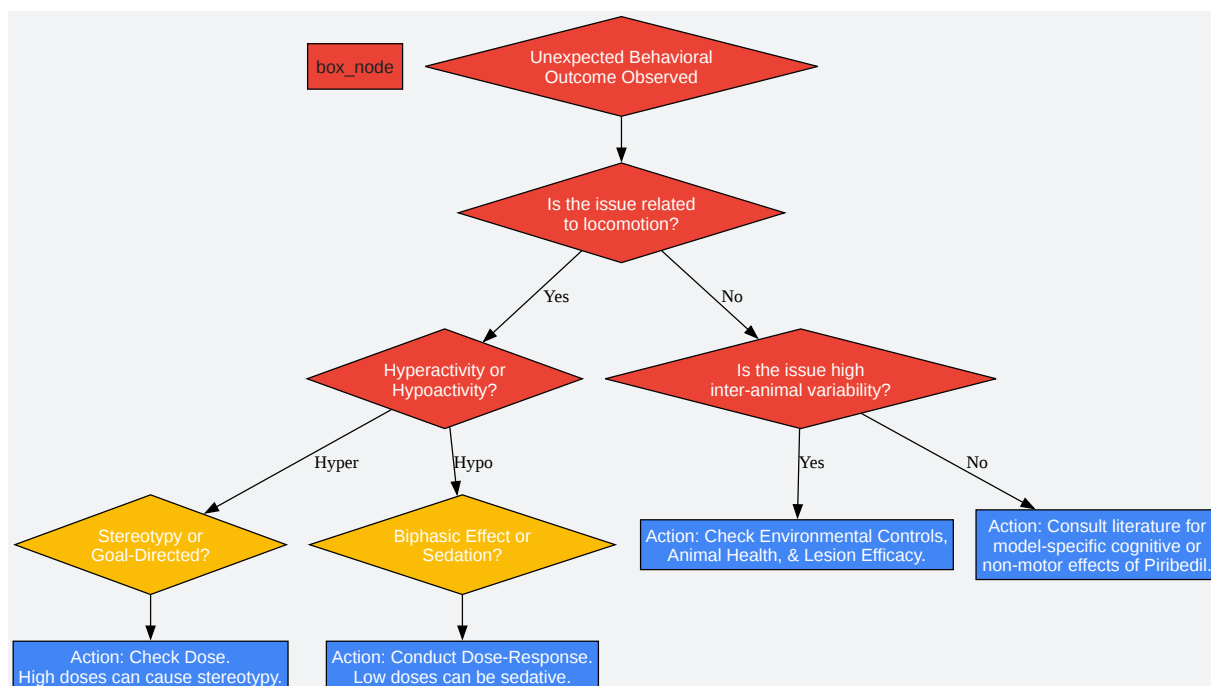 box_node
Unexpected Behavioral
Outcome Observed
Is the issue related
to locomotion?
Yes
No
Hyperactivity or
Hypoactivity?
Is the issue high
inter-animal variability?
Hyper
Hypo
Yes
No
Stereotypy or
Goal-Directed?
Biphasic Effect or
Sedation?
Action: Check Environmental Controls,
Animal Health, & Lesion Efficacy.
Action: Consult literature for
model-specific cognitive or
non-motor effects of Piribedil.
Action: Check Dose.
High doses can cause stereotypy.
Action: Conduct Dose-Response.
Low doses can be sedative.